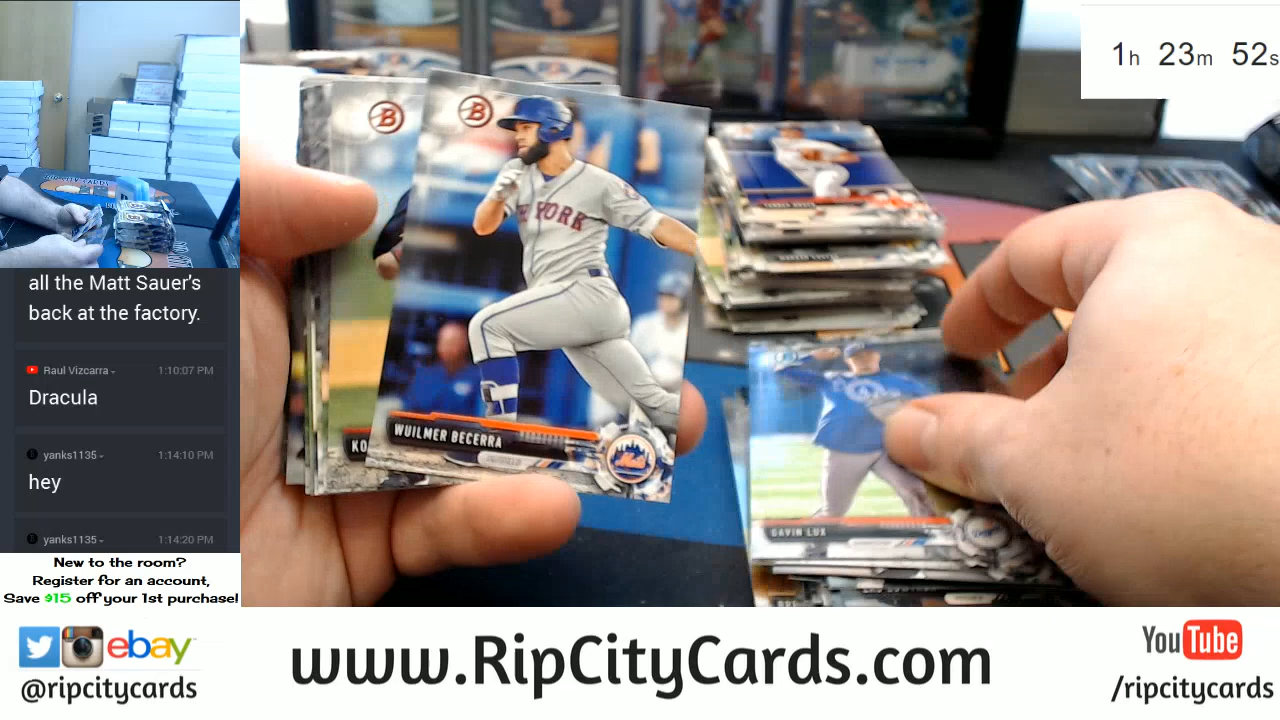 1h 23m 52s
B
B
YORK
WUILMER BECERRA
Mets
KO
GAVIN LUX
all the Matt Sauer's
back at the factory.
Raul Vizcarra
1:10:07 PM
Dracula
yanks1135
1:14:10 PM
hey
yanks1135
1:14:20 PM
New to the room?
Register for an account,
Save $15 off your 1st purchase!
ebay
@ripcitycards
www.RipCityCards.com
YouTube
/ripcitycards